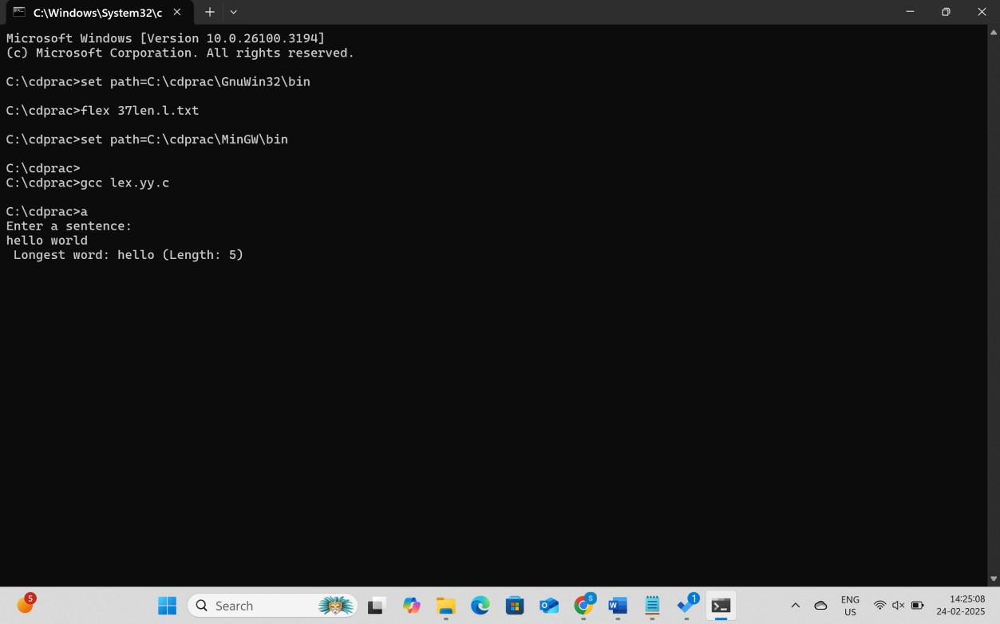 C:\Windows\System32\c
Microsoft Windows [Version 10.0.26100.3194]
(c) Microsoft Corporation. All rights reserved.
C:\cdprac>set path=C:\cdprac\GnuWin32\bin
C:\cdprac>flex 37len.l.txt
C:\cdprac>set path=C:\cdprac\MinGW\bin
C:\cdprac>
C:\cdprac>gcc lex.yy.c
C:\cdprac>a
Enter a sentence:
hello world
 Longest word: hello (Length: 5)
5
Search
S
1
ENG
US
14:25:08
24-02-2025